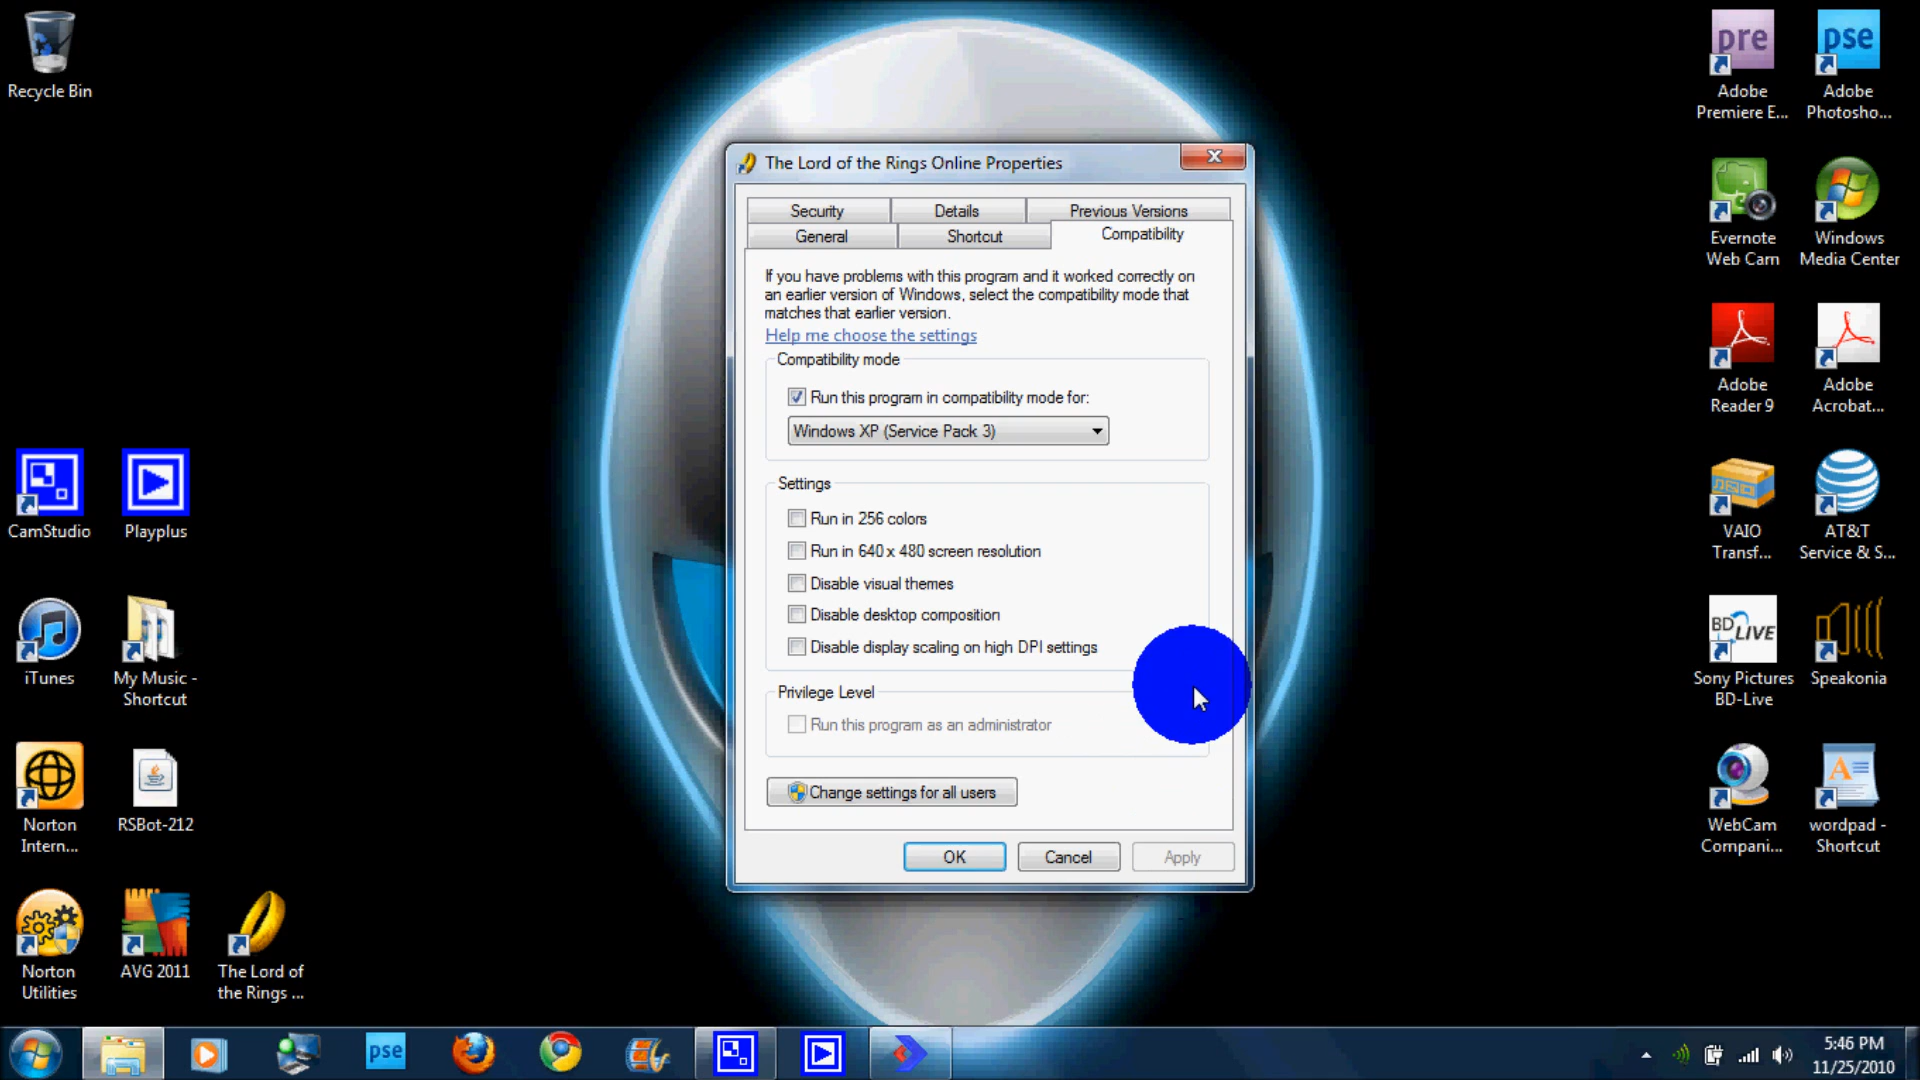 Recycle Bin
CamStudio
Playplus
iTunes
My Music -
Shortcut
Norton
Intern...
RSBot-212
Norton
Utilities
AVG 2011
The Lord of
the Rings ...
The Lord of the Rings Online Properties
Security
Details
Previous Versions
General
Shortcut
Compatibility
If you have problems with this program and it worked correctly on
an earlier version of Windows, select the compatibility mode that
matches that earlier version.
Help me choose the settings
Compatibility mode
Run this program in compatibility mode for:
Windows XP (Service Pack 3)
Settings
Run in 256 colors
Run in 640 x 480 screen resolution
Disable visual themes
Disable desktop composition
Disable display scaling on high DPI settings
Privilege Level
Run this program as an administrator
Change settings for all users
OK
Cancel
Apply
pre
pse
Adobe
Premiere E...
Adobe
Photosho...
Evernote
Web Cam
Windows
Media Center
Adobe
Reader 9
Adobe
Acrobat...
VAIO
Transf...
AT&T
Service & S...
BD LIVE
Sony Pictures
BD-Live
Speakonia
WebCam
Compani...
wordpad -
Shortcut
pse
5:46 PM
11/25/2010